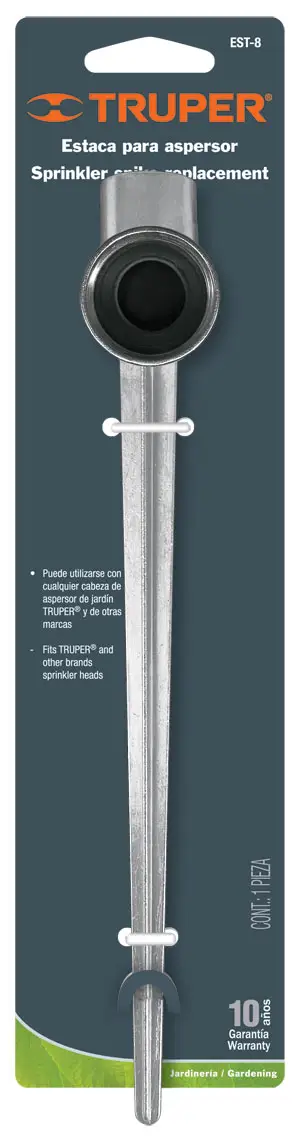 EST-8
TRUPER®
Estaca para aspersor
Sprinkler spike replacement
• Puede utilizarse con
cualquier cabeza de
aspersor de jardín
TRUPER® y de otras
marcas
- Fits TRUPER® and
other brands
sprinkler heads
CONT.: 1 PIEZA
10 años
Garantía
Warranty
Jardinería / Gardening